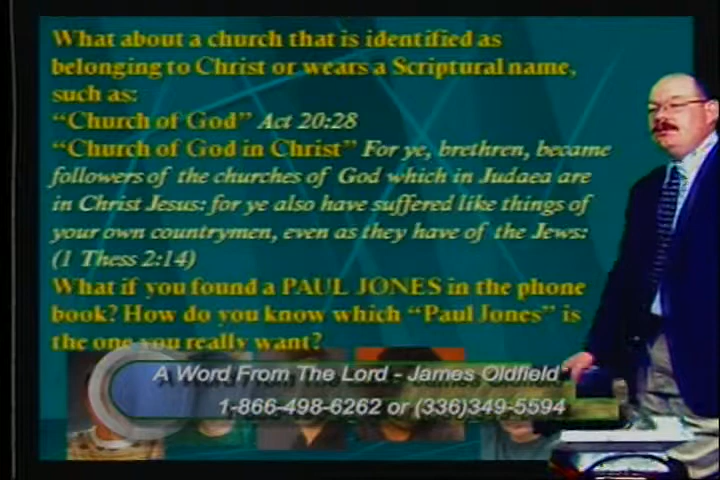 What about a church that is identified as
belonging to Christ or wears a Scriptural name,
such as:
“Church of God” Act 20:28
“Church of God in Christ” For ye, brethren, became
followers of the churches of God which in Judaea are
in Christ Jesus: for ye also have suffered like things of
your own countrymen, even as they have of the Jews:
(1 Thess 2:14)
What if you found a PAUL JONES in the phone
book? How do you know which “Paul Jones” is
the one you really want?
A Word From The Lord - James Oldfield
1-866-498-6262 or (336)349-5594